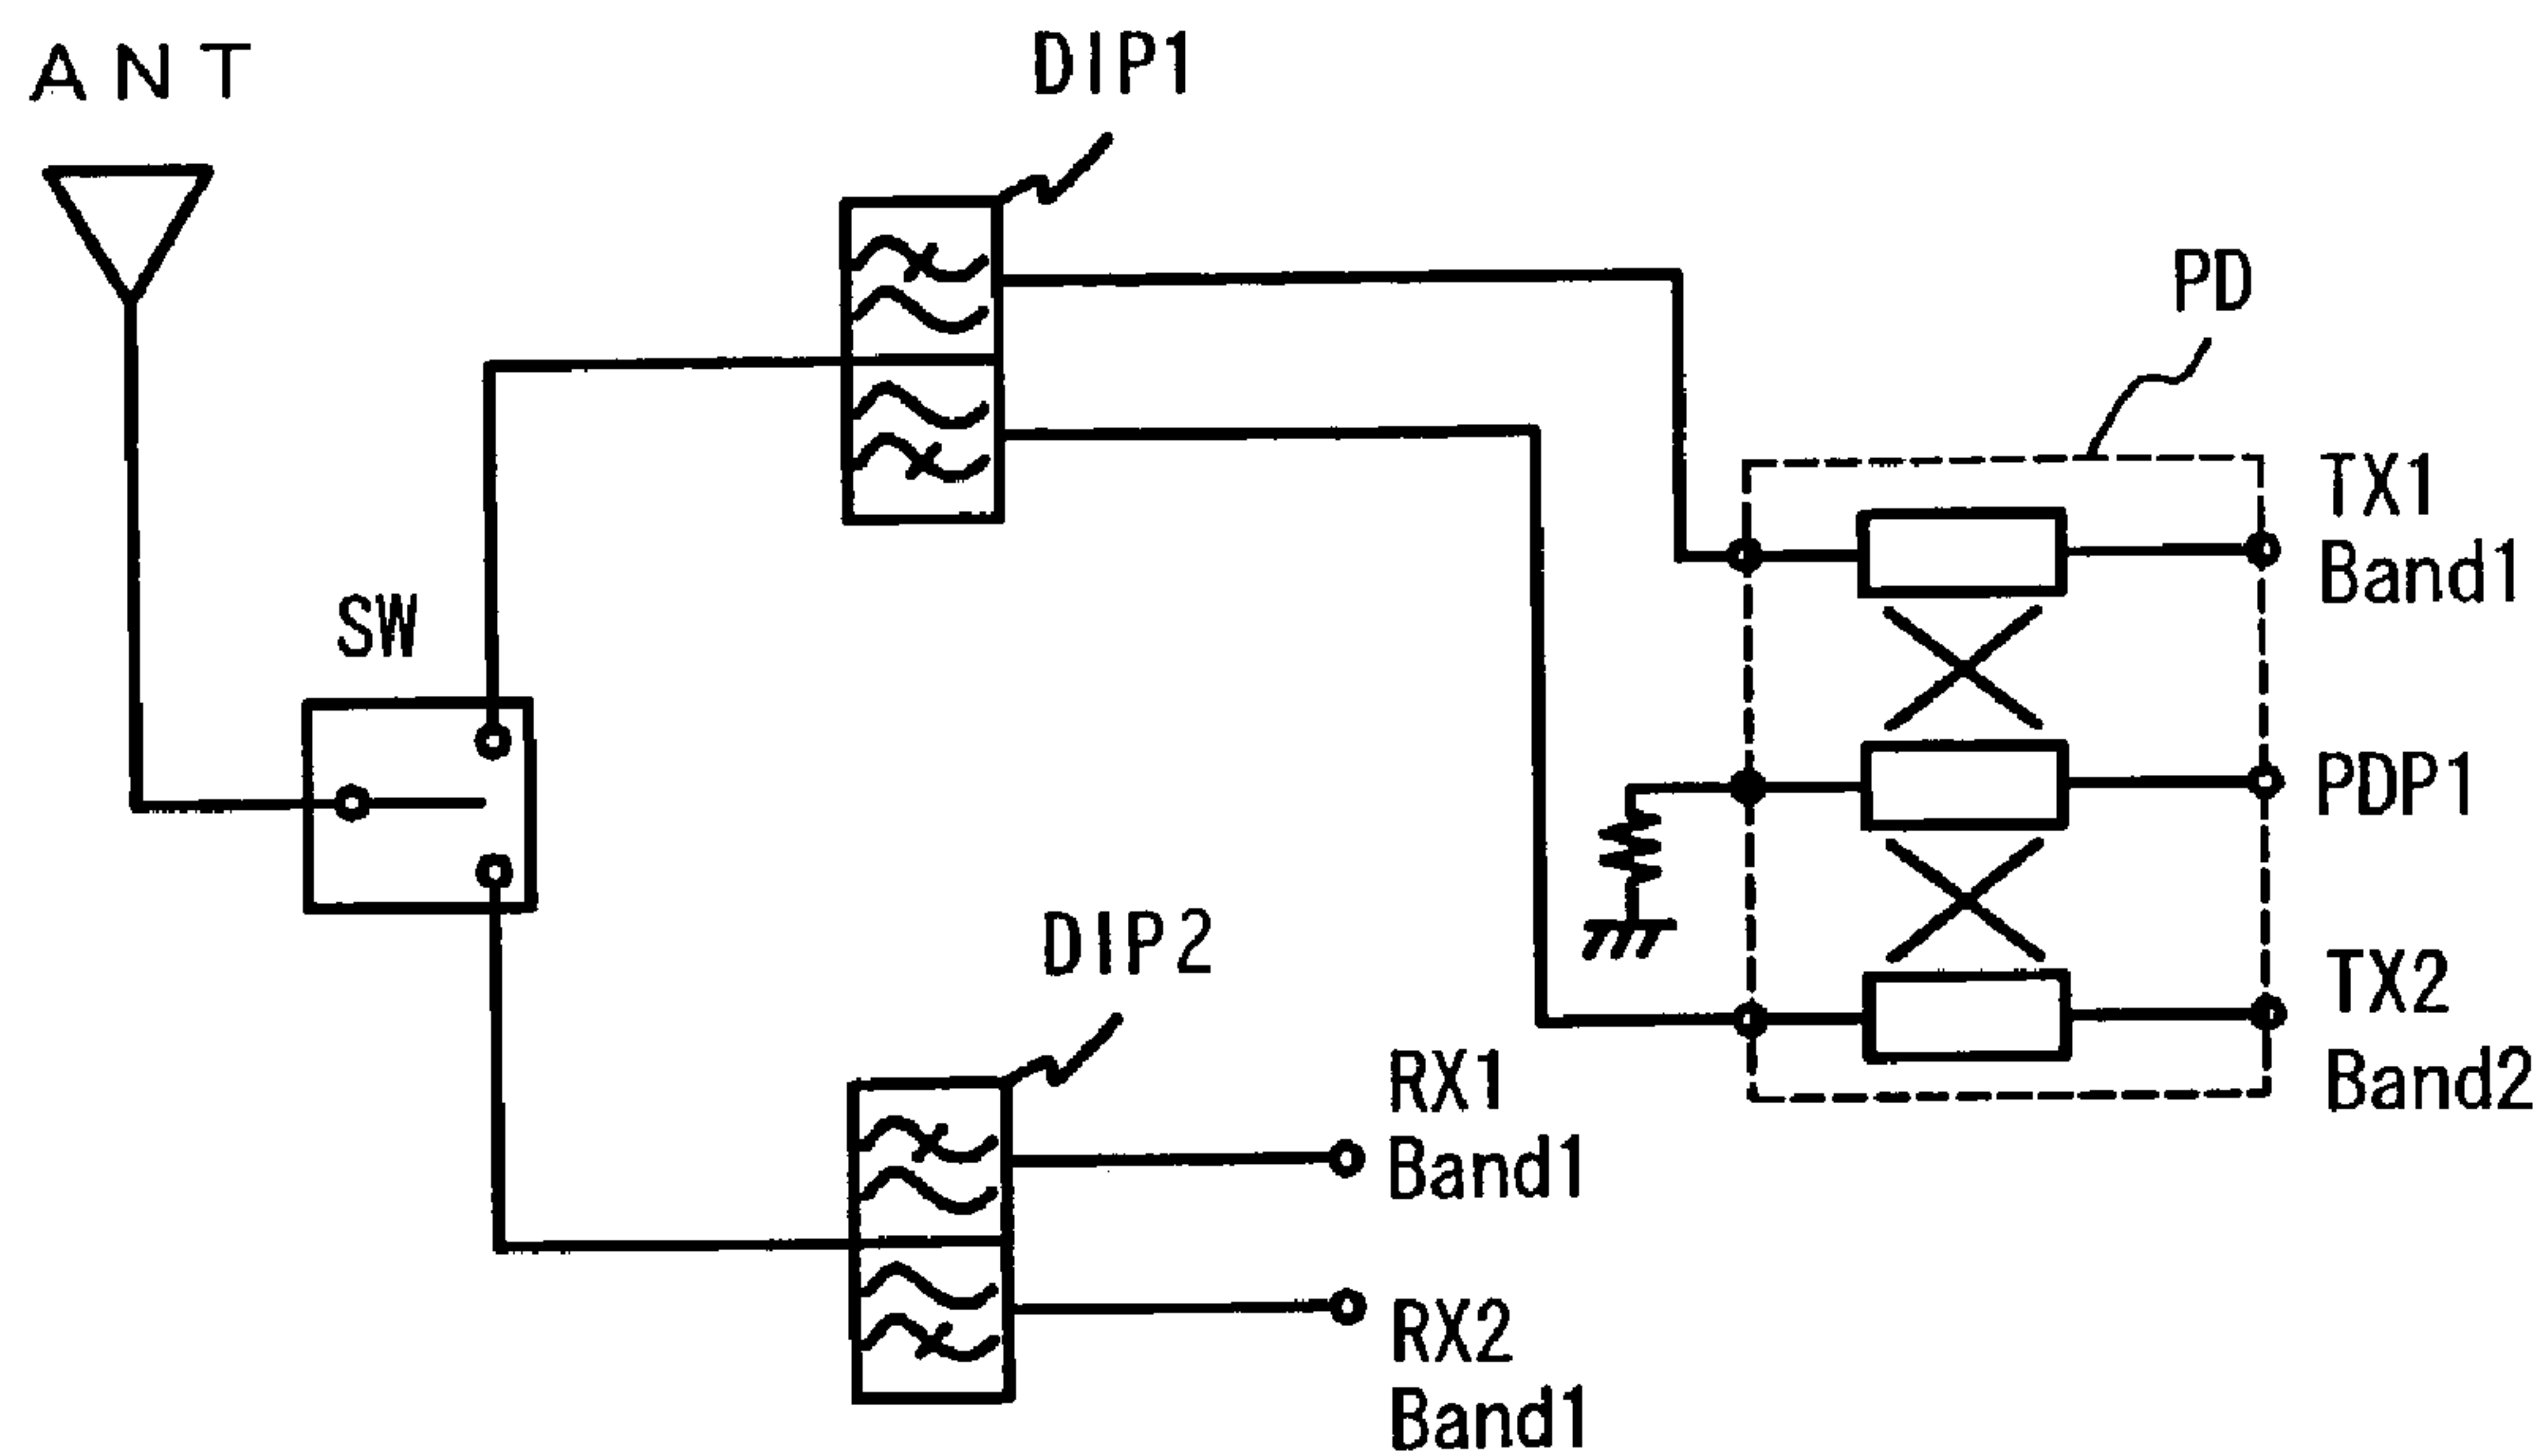 ANT
DIP1
PD
TX1
Band1
SW
PDP1
DIP2
TX2
Band2
RX1
Band1
RX2
Band1